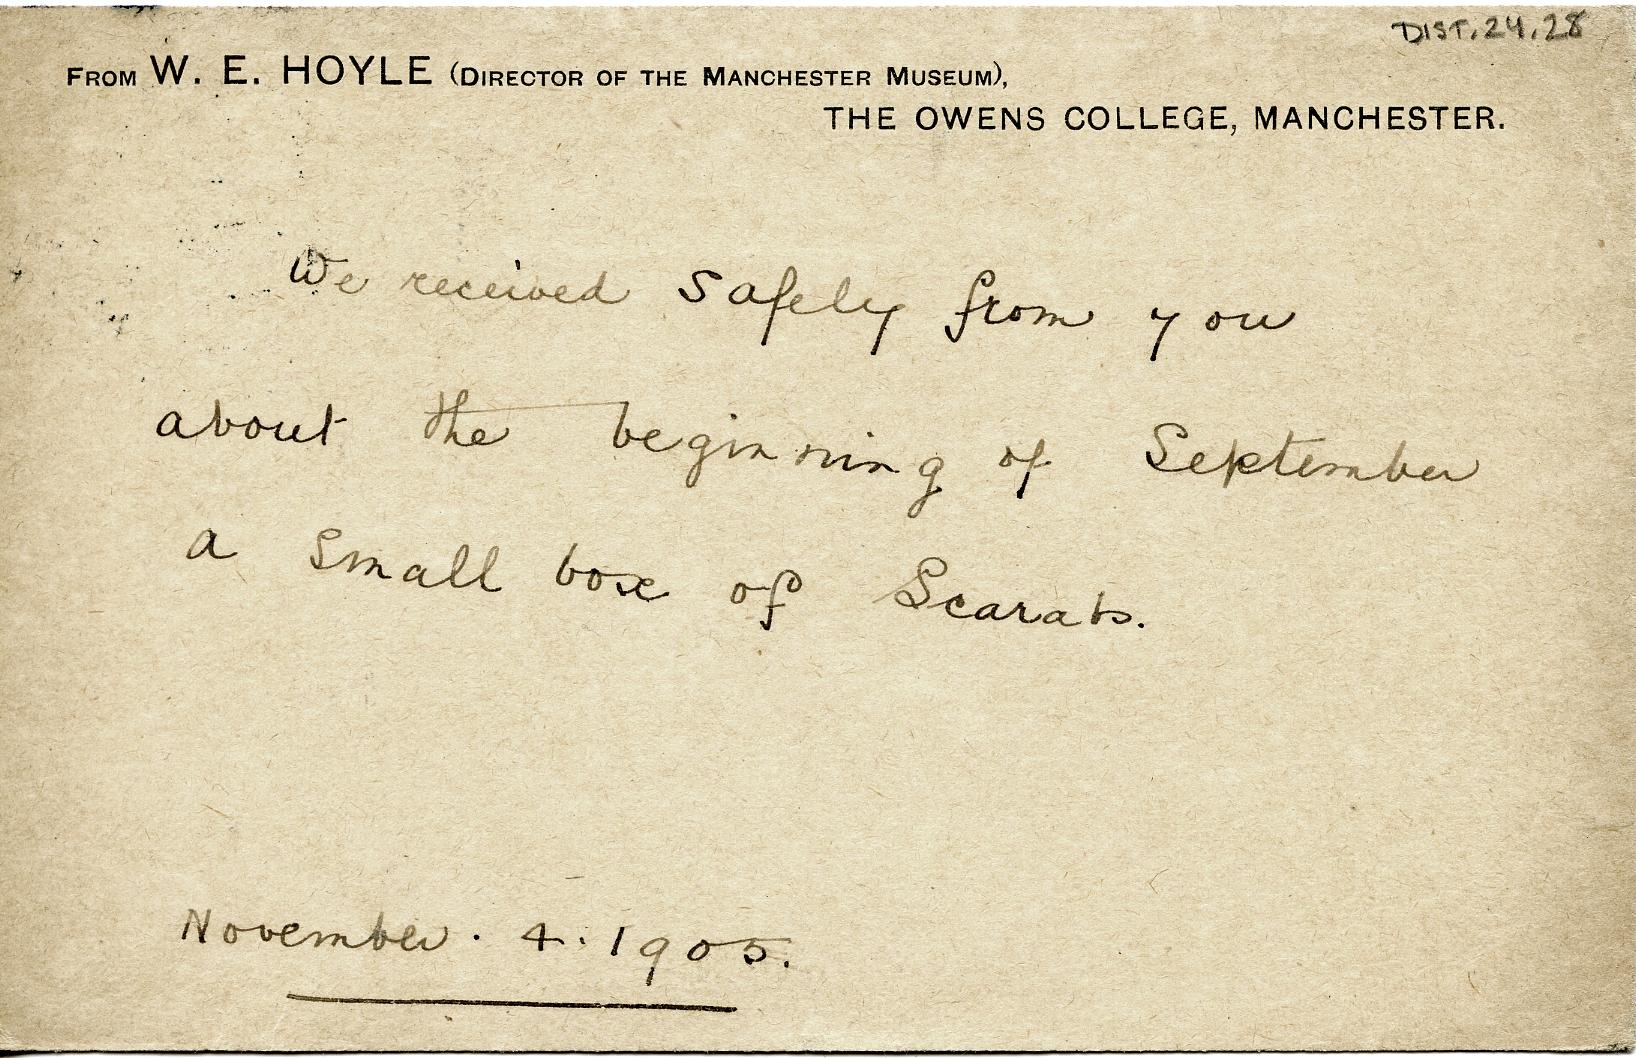 DIST.24.28
FROM W. E. HOYLE (DIRECTOR OF THE MANCHESTER MUSEUM),
THE OWENS COLLEGE, MANCHESTER.
We received safely from you
about the beginning of September
a small box of Scarabs.
November. 4. 1905.